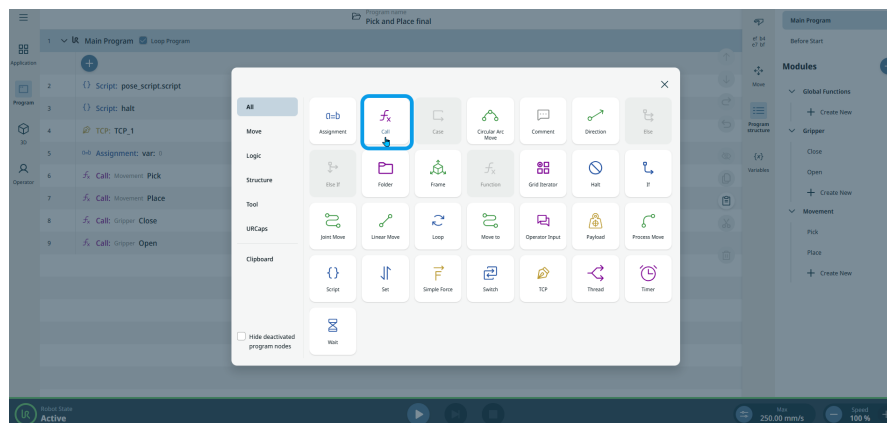 Program name
Pick and Place final
Application
Program
3D
Operator
1 Main Program Loop Program
2 {} Script: pose_script.script
3 {} Script: halt
4 TCP: TCP_1
5 Assignment: var: 0
6 Call: Movement Pick
7 Call: Movement Place
8 Call: Gripper Close
9 Call: Gripper Open
All
Move
Logic
Structure
Tool
URCaps
Clipboard
Hide deactivated
program nodes
Assignment
Call
Case
Circular Arc
Move
Comment
Direction
Else
Else If
Folder
Frame
Function
Grid Iterator
Halt
If
Joint Move
Linear Move
Loop
Move to
Operator Input
Payload
Process Move
Script
Set
Simple Force
Switch
TCP
Thread
Timer
Wait
Move
Program
structure
{x}
Variables
Main Program
Before Start
Modules
Global Functions
Create New
Gripper
Close
Open
Create New
Movement
Pick
Place
Create New
Robot State
Active
Max
250.00 mm/s
Speed
100 %